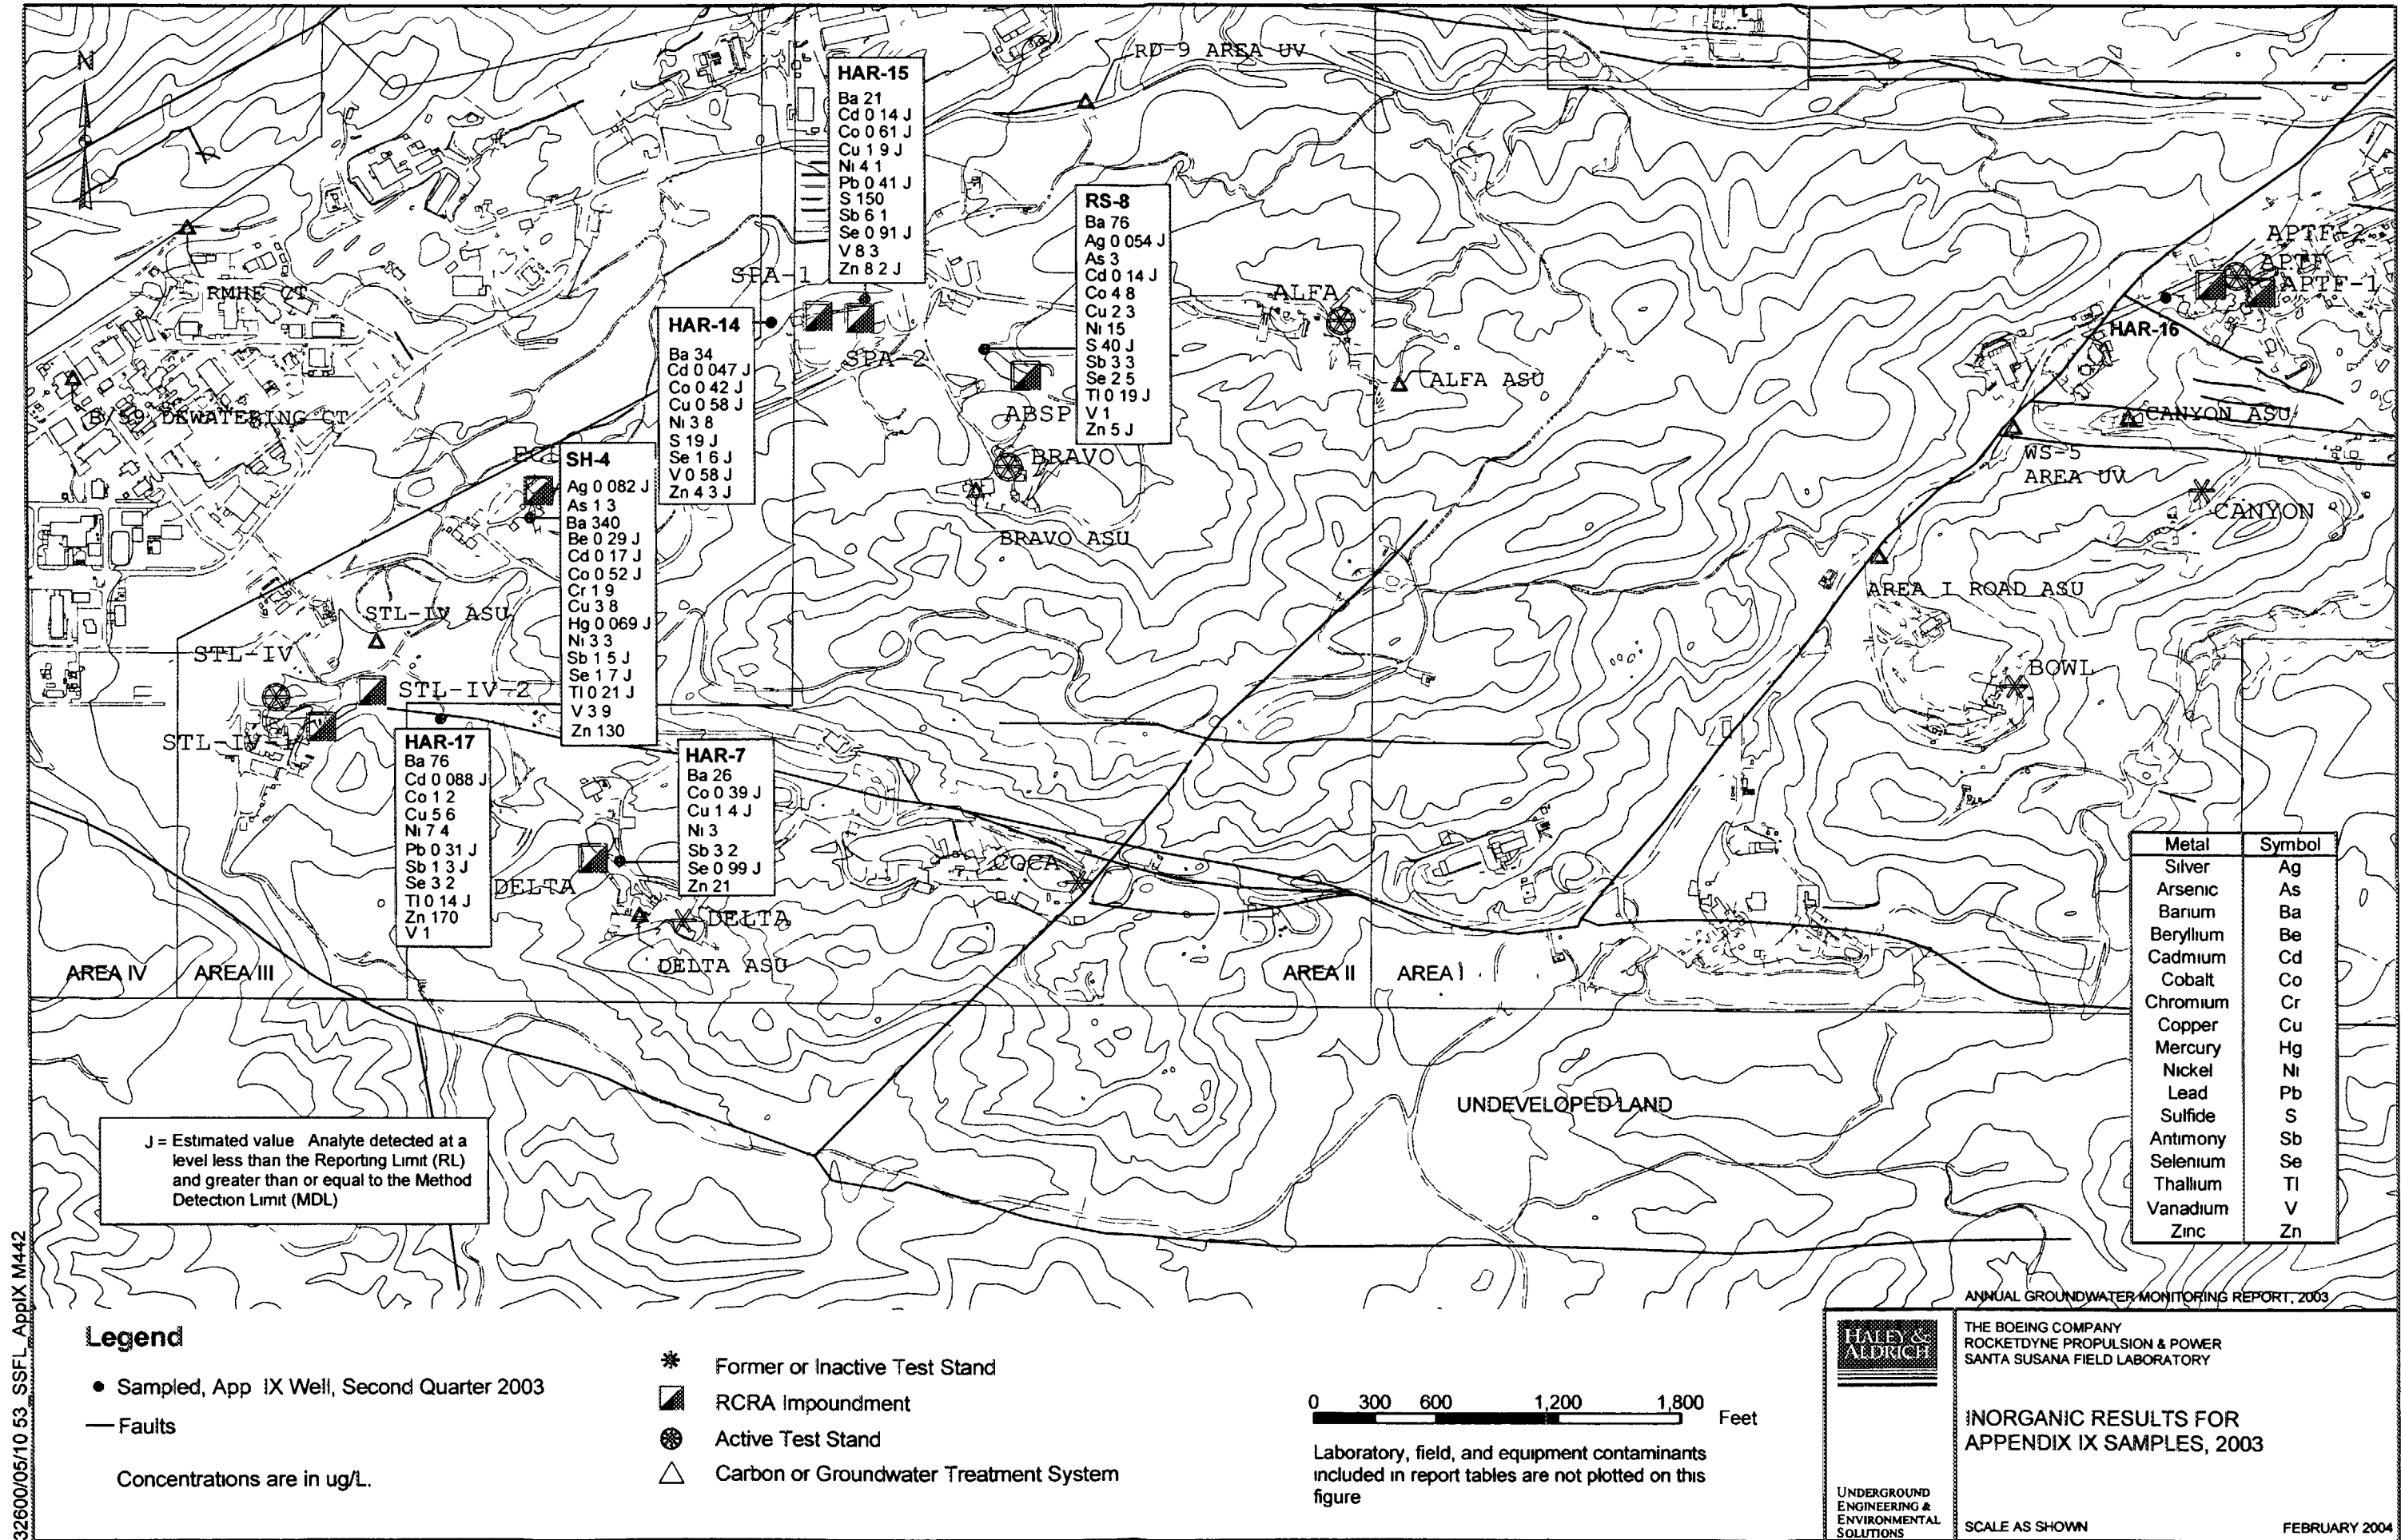 N
RD-9 AREA UV
HAR-15
Ba 21
Cd 0 14 J
Co 0 61 J
Cu 1 9 J
Ni 4 1
Pb 0 41 J
S 150
Sb 6 1
Se 0 91 J
V 8 3
Zn 8 2 J
RS-8
Ba 76
Ag 0 054 J
As 3
Cd 0 14 J
Co 4 8
Cu 2 3
Ni 15
S 40 J
Sb 3 3
Se 2 5
Tl 0 19 J
V 1
Zn 5 J
APTF-2
APTF
APTF-1
HAR-16
SPA-1
RMHF CT
ALFA
HAR-14
Ba 34
Cd 0 047 J
Co 0 42 J
Cu 0 58 J
Ni 3 8
S 19 J
Se 1 6 J
V 0 58 J
Zn 4 3 J
SPA-2
ALFA ASU
ABSP
B/59 DEWATERING CT
CANYON ASU
BRAVO
WS-5
AREA UV
SH-4
Ag 0 082 J
As 1 3
Ba 340
Be 0 29 J
Cd 0 17 J
Co 0 52 J
Cr 1 9
Cu 3 8
Hg 0 069 J
Ni 3 3
Sb 1 5 J
Se 1 7 J
Tl 0 21 J
V 3 9
Zn 130
CANYON
BRAVO ASU
AREA I ROAD ASU
STL-IV ASU
STL-IV
BOWL
STL-IV-2
STL-IV-1
HAR-17
Ba 76
Cd 0 088 J
Co 1 2
Cu 5 6
Ni 7 4
Pb 0 31 J
Sb 1 3 J
Se 3 2
Tl 0 14 J
Zn 170
V 1
HAR-7
Ba 26
Co 0 39 J
Cu 1 4 J
Ni 3
Sb 3 2
Se 0 99 J
Zn 21
COCA
DELTA
DELTA
DELTA ASU
AREA IV
AREA III
AREA II
AREA I
Metal Symbol
Silver Ag
Arsenic As
Barium Ba
Beryllium Be
Cadmium Cd
Cobalt Co
Chromium Cr
Copper Cu
Mercury Hg
Nickel Ni
Lead Pb
Sulfide S
Antimony Sb
Selenium Se
Thallium Tl
Vanadium V
Zinc Zn
UNDEVELOPED LAND
J = Estimated value Analyte detected at a
level less than the Reporting Limit (RL)
and greater than or equal to the Method
Detection Limit (MDL)
32600/05/10 53_SSFL_AppIX M442
Legend
Sampled, App IX Well, Second Quarter 2003
Faults
Concentrations are in ug/L.
Former or Inactive Test Stand
RCRA Impoundment
Active Test Stand
Carbon or Groundwater Treatment System
0 300 600 1,200 1,800
Feet
Laboratory, field, and equipment contaminants
included in report tables are not plotted on this
figure
ANNUAL GROUNDWATER MONITORING REPORT, 2003
HALEY &
ALDRICH
UNDERGROUND
ENGINEERING &
ENVIRONMENTAL
SOLUTIONS
THE BOEING COMPANY
ROCKETDYNE PROPULSION & POWER
SANTA SUSANA FIELD LABORATORY
INORGANIC RESULTS FOR
APPENDIX IX SAMPLES, 2003
SCALE AS SHOWN
FEBRUARY 2004